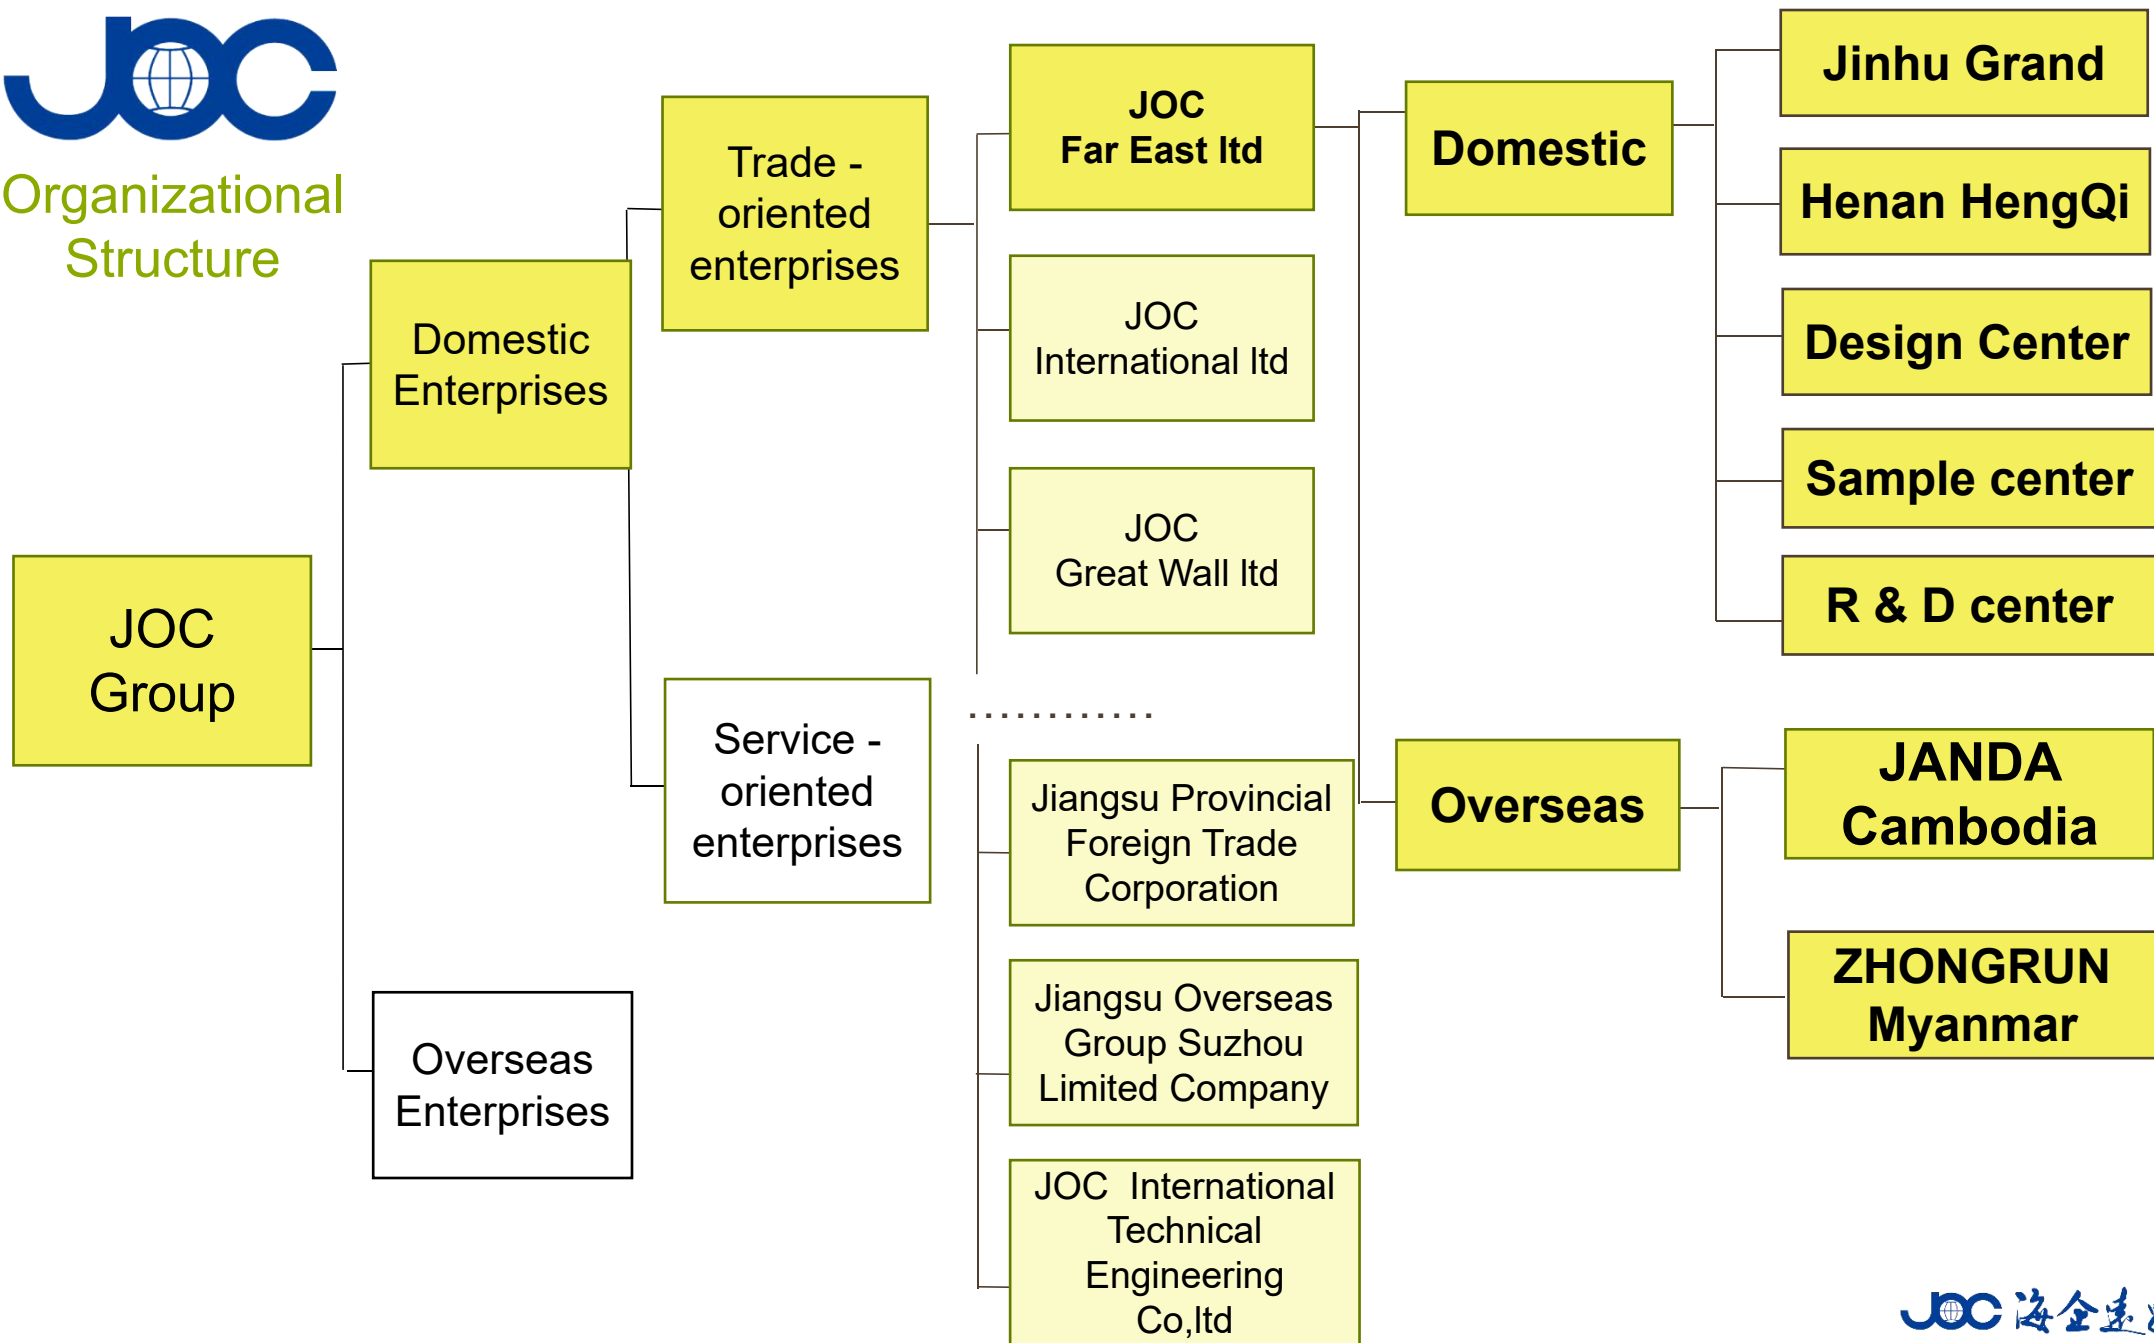 JOC
Organizational
Structure
JOC
Group
Domestic
Enterprises
Overseas
Enterprises
Trade -
oriented
enterprises
Service -
oriented
enterprises
JOC
Far East ltd
JOC
International ltd
JOC
Great Wall ltd
............
Jiangsu Provincial
Foreign Trade
Corporation
Jiangsu Overseas
Group Suzhou
Limited Company
JOC  International
Technical
Engineering
Co,ltd
Domestic
Overseas
Jinhu Grand
Henan HengQi
Design Center
Sample center
R & D center
JANDA
Cambodia
ZHONGRUN
Myanmar
JOC 海企远